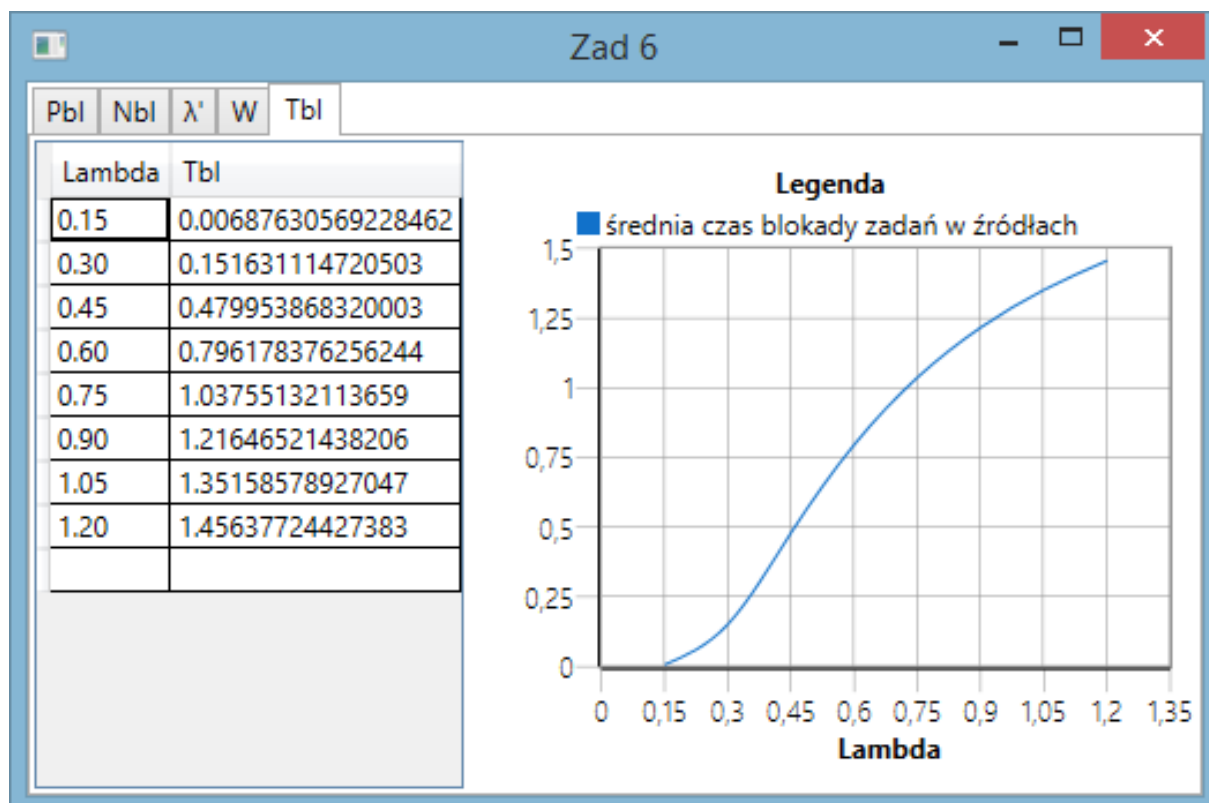 Zad 6
Pbl Nbl λ' W Tbl
Lambda Tbl
0.15 0.00687630569228462
0.30 0.151631114720503
0.45 0.479953868320003
0.60 0.796178376256244
0.75 1.03755132113659
0.90 1.21646521438206
1.05 1.35158578927047
1.20 1.45637724427383
Legenda
średnia czas blokady zadań w źródłach
1,5
1,25
1
0,75
0,5
0,25
0
0 0,15 0,3 0,45 0,6 0,75 0,9 1,05 1,2 1,35
Lambda